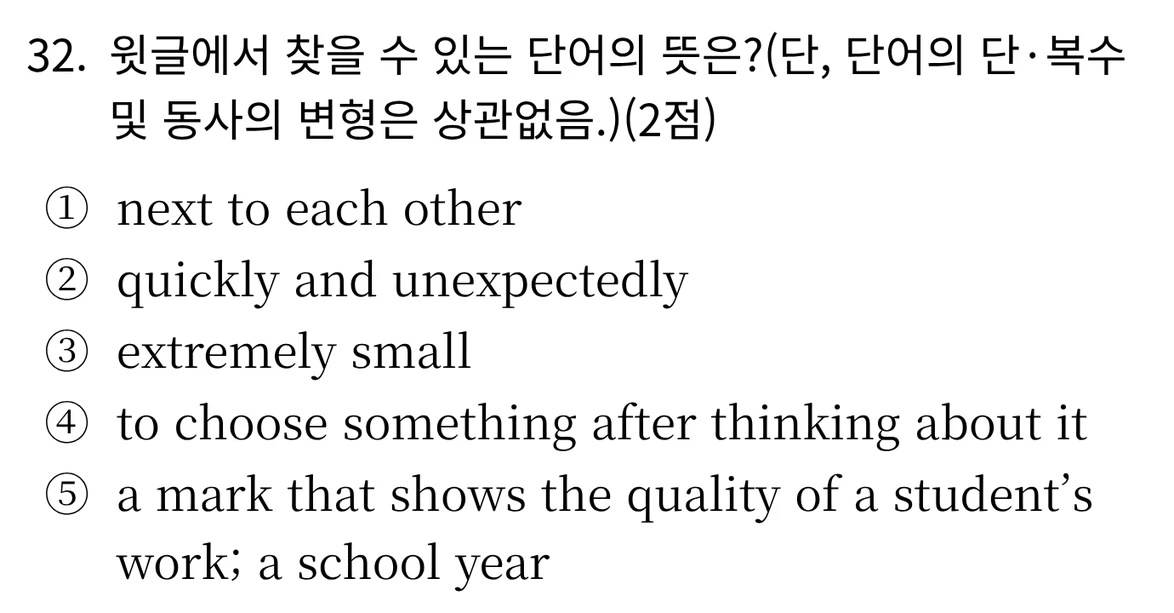 32. 윗글에서 찾을 수 있는 단어의 뜻은?(단, 단어의 단·복수
및 동사의 변형은 상관없음.)(2점)
① next to each other
② quickly and unexpectedly
③ extremely small
④ to choose something after thinking about it
⑤ a mark that shows the quality of a student’s
work; a school year